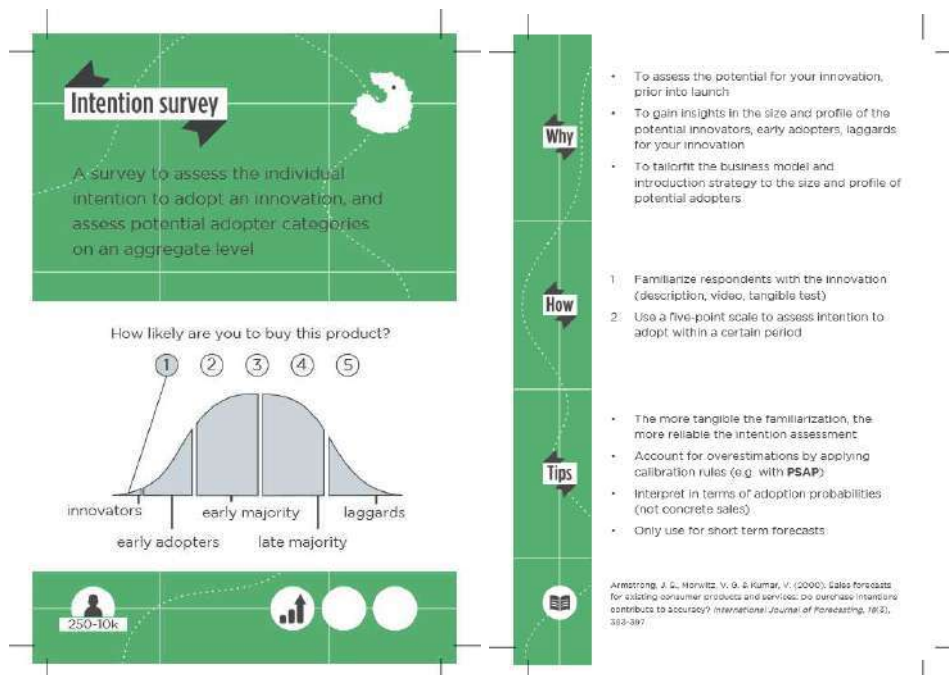 Intention survey
A survey to assess the individual
intention to adopt an innovation, and
assess potential adopter categories
on an aggregate level
How likely are you to buy this product?
1 2 3 4 5
innovators early majority laggards
early adopters late majority
250-10k
Why
• To assess the potential for your innovation,
prior into launch
• To gain insights in the size and profile of the
potential innovators, early adopters, laggards
for your innovation
• To tailorfit the business model and
introduction strategy to the size and profile of
potential adopters
How
1 Familiarize respondents with the innovation
(description, video, tangible test)
2 Use a five-point scale to assess intention to
adopt within a certain period
Tips
• The more tangible the familiarization, the
more reliable the intention assessment
• Account for overestimations by applying
calibration rules (e.g. with PSAP)
• Interpret in terms of adoption probabilities
(not concrete sales)
• Only use for short term forecasts
Armstrong, J. S., Morwitz, V. G. & Kumar, V. (2000). Sales forecasts
for existing consumer products and services: Do purchase intentions
contribute to accuracy? International Journal of Forecasting, 16(3),
383-397